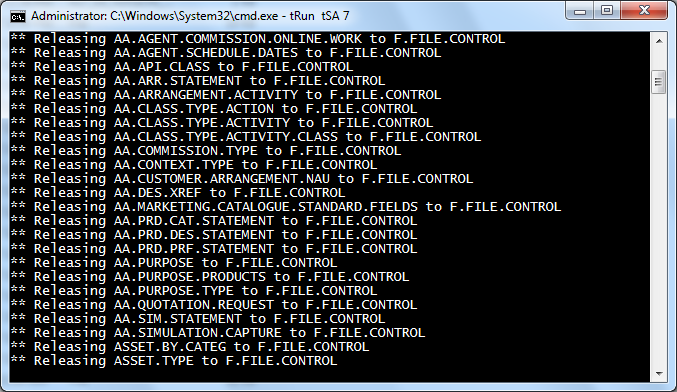 Administrator: C:\Windows\System32\cmd.exe - tRun tSA 7
** Releasing AA.AGENT.COMMISSION.ONLINE.WORK to F.FILE.CONTROL
** Releasing AA.AGENT.SCHEDULE.DATES to F.FILE.CONTROL
** Releasing AA.API.CLASS to F.FILE.CONTROL
** Releasing AA.ARR.STATEMENT to F.FILE.CONTROL
** Releasing AA.ARRANGEMENT.ACTIVITY to F.FILE.CONTROL
** Releasing AA.CLASS.TYPE.ACTION to F.FILE.CONTROL
** Releasing AA.CLASS.TYPE.ACTIVITY to F.FILE.CONTROL
** Releasing AA.CLASS.TYPE.ACTIVITY.CLASS to F.FILE.CONTROL
** Releasing AA.COMMISSION.TYPE to F.FILE.CONTROL
** Releasing AA.CONTEXT.TYPE to F.FILE.CONTROL
** Releasing AA.CUSTOMER.ARRANGEMENT.NAU to F.FILE.CONTROL
** Releasing AA.DES.XREF to F.FILE.CONTROL
** Releasing AA.MARKETING.CATALOGUE.STANDARD.FIELDS to F.FILE.CONTROL
** Releasing AA.PRD.CAT.STATEMENT to F.FILE.CONTROL
** Releasing AA.PRD.DES.STATEMENT to F.FILE.CONTROL
** Releasing AA.PRD.PRF.STATEMENT to F.FILE.CONTROL
** Releasing AA.PURPOSE to F.FILE.CONTROL
** Releasing AA.PURPOSE.PRODUCTS to F.FILE.CONTROL
** Releasing AA.PURPOSE.TYPE to F.FILE.CONTROL
** Releasing AA.QUOTATION.REQUEST to F.FILE.CONTROL
** Releasing AA.SIM.STATEMENT to F.FILE.CONTROL
** Releasing AA.SIMULATION.CAPTURE to F.FILE.CONTROL
** Releasing ASSET.BY.CATEG to F.FILE.CONTROL
** Releasing ASSET.TYPE to F.FILE.CONTROL